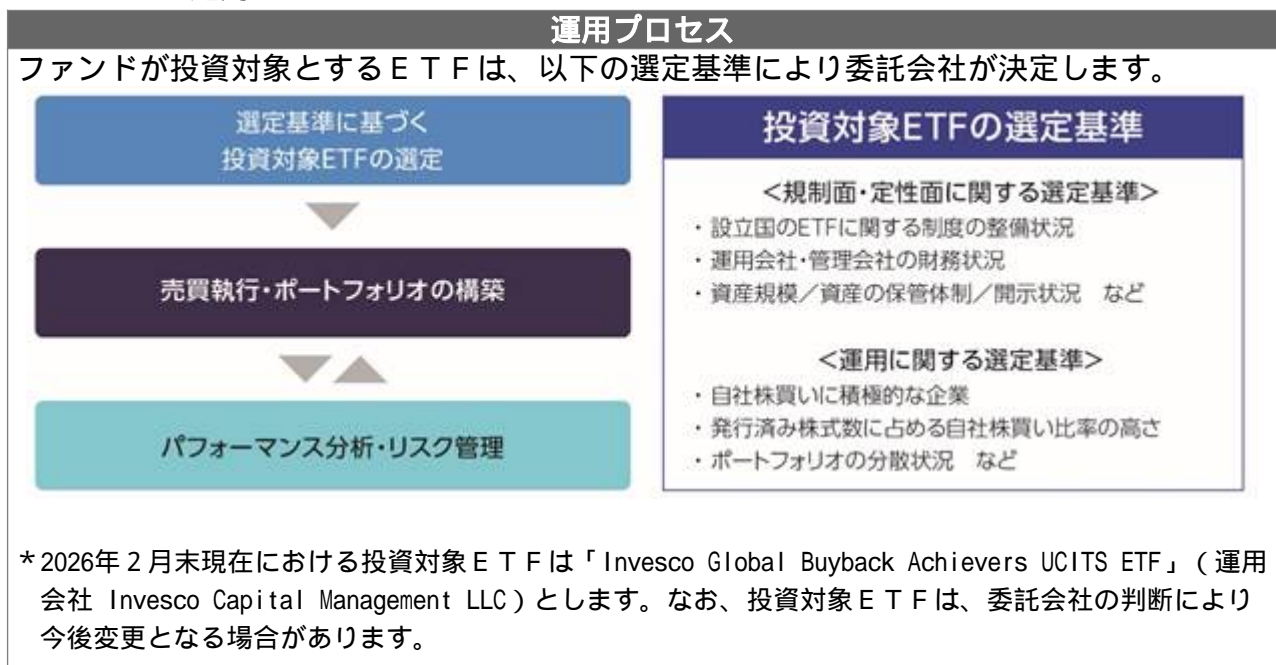 運用プロセス
ファンドが投資対象とするＥＴＦは、以下の選定基準により委託会社が決定します。
選定基準に基づく
投資対象ETFの選定
売買執行・ポートフォリオの構築
パフォーマンス分析・リスク管理
投資対象ETFの選定基準
＜規制面・定性面に関する選定基準＞
・設立国のETFに関する制度の整備状況
・運用会社・管理会社の財務状況
・資産規模／資産の保管体制／開示状況　など
＜運用に関する選定基準＞
・自社株買いに積極的な企業
・発行済み株式数に占める自社株買い比率の高さ
・ポートフォリオの分散状況　など
＊2026年２月末現在における投資対象ＥＴＦは「Invesco Global Buyback Achievers UCITS ETF」（運用
会社 Invesco Capital Management LLC）とします。なお、投資対象ＥＴＦは、委託会社の判断により
今後変更となる場合があります。